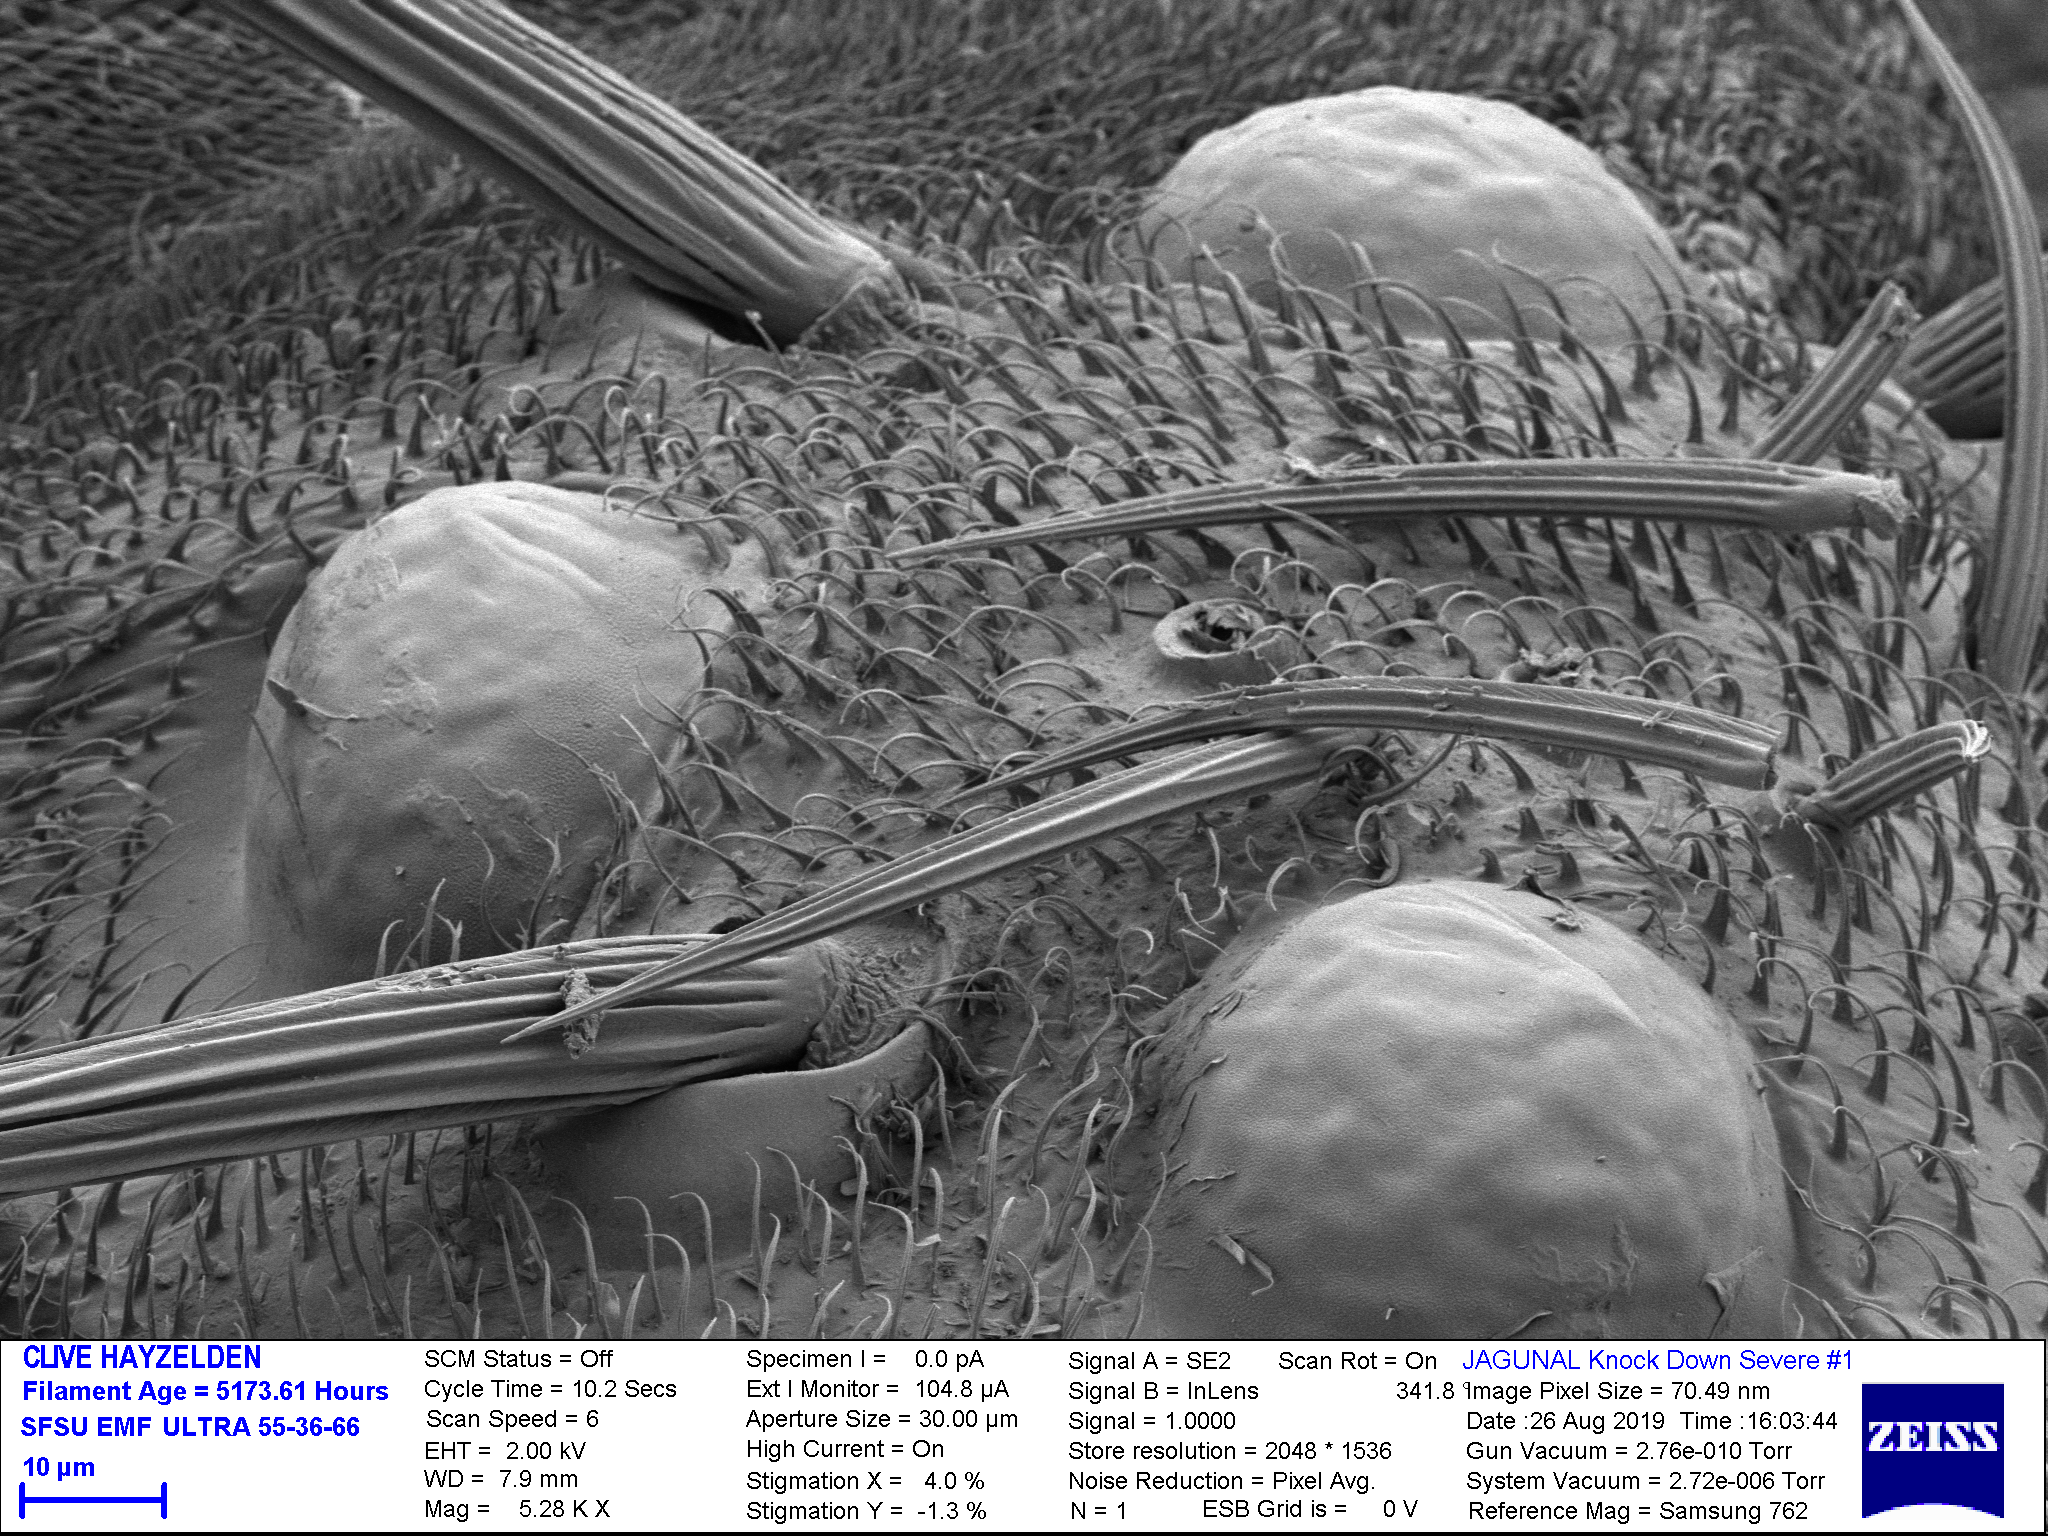 CLIVE HAYZELDEN
Filament Age = 5173.61 Hours
SFSU EMF ULTRA 55-36-66
10 µm
SCM Status = Off
Cycle Time = 10.2 Secs
Scan Speed = 6
EHT = 2.00 kV
WD = 7.9 mm
Mag = 5.28 K X
Specimen I = 0.0 pA
Ext I Monitor = 104.8 µA
Aperture Size = 30.00 µm
High Current = On
Stigmation X = 4.0 %
Stigmation Y = -1.3 %
Signal A = SE2 Scan Rot = On
Signal B = InLens 341.8 °
Signal = 1.0000
Store resolution = 2048 * 1536
Noise Reduction = Pixel Avg.
N = 1 ESB Grid is = 0 V
JAGUNAL Knock Down Severe #1
Image Pixel Size = 70.49 nm
Date :26 Aug 2019 Time :16:03:44
Gun Vacuum = 2.76e-010 Torr
System Vacuum = 2.72e-006 Torr
Reference Mag = Samsung 762
ZEISS